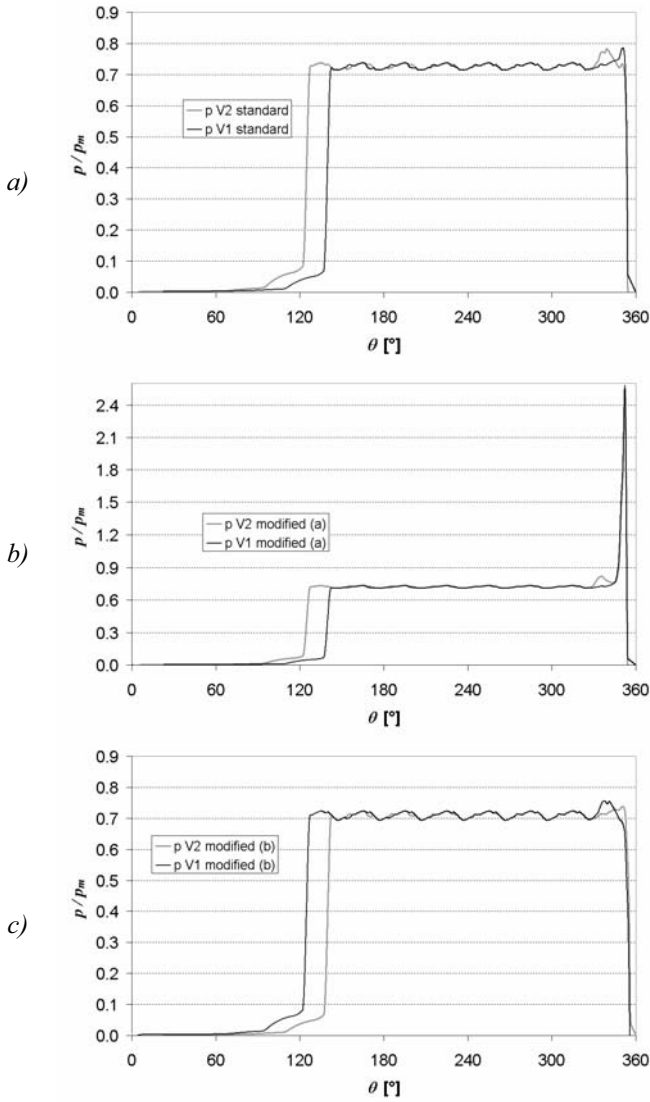 a)
0.9
0.8
0.7
0.6
0.5
0.4
0.3
0.2
0.1
0.0
p / pm
p V2 standard
p V1 standard
0 60 120 180 240 300 360
θ [°]
b)
2.4
2.1
1.8
1.5
1.2
0.9
0.6
0.3
0.0
p / pm
p V2 modified (a)
p V1 modified (a)
0 60 120 180 240 300 360
θ [°]
c)
0.9
0.8
0.7
0.6
0.5
0.4
0.3
0.2
0.1
0.0
p / pm
p V2 modified (b)
p V1 modified (b)
0 60 120 180 240 300 360
θ [°]